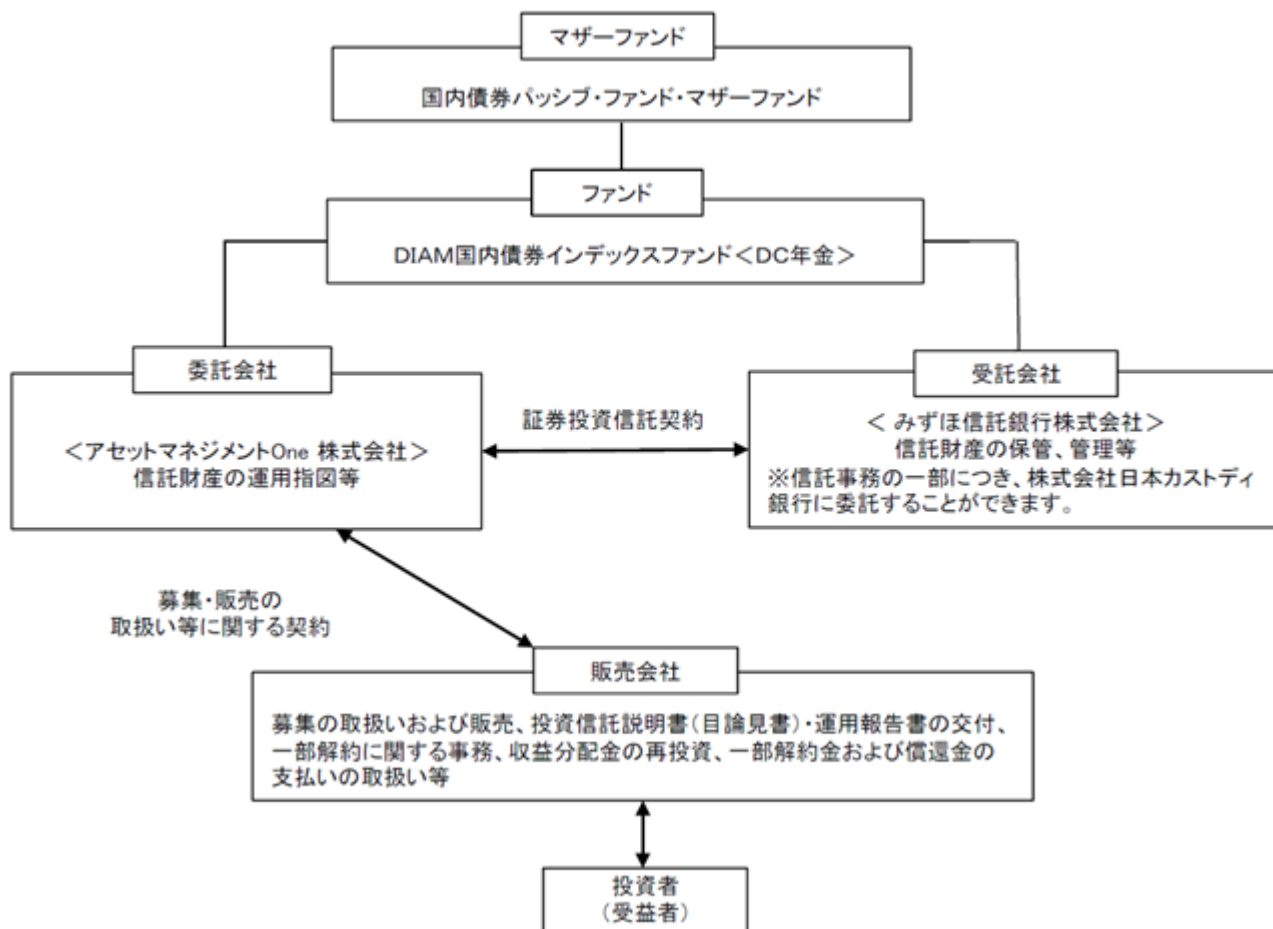 マザーファンド
国内債券パッシブ・ファンド・マザーファンド
ファンド
DIAM国内債券インデックスファンド＜DC年金＞
委託会社
＜アセットマネジメントOne 株式会社＞
信託財産の運用指図等
証券投資信託契約
受託会社
＜ みずほ信託銀行株式会社＞
信託財産の保管、管理等
※信託事務の一部につき、株式会社日本カストディ
銀行に委託することができます。
募集・販売の
取扱い等に関する契約
販売会社
募集の取扱いおよび販売、投資信託説明書（目論見書）・運用報告書の交付、
一部解約に関する事務、収益分配金の再投資、一部解約金および償還金の
支払いの取扱い等
投資者
（受益者）